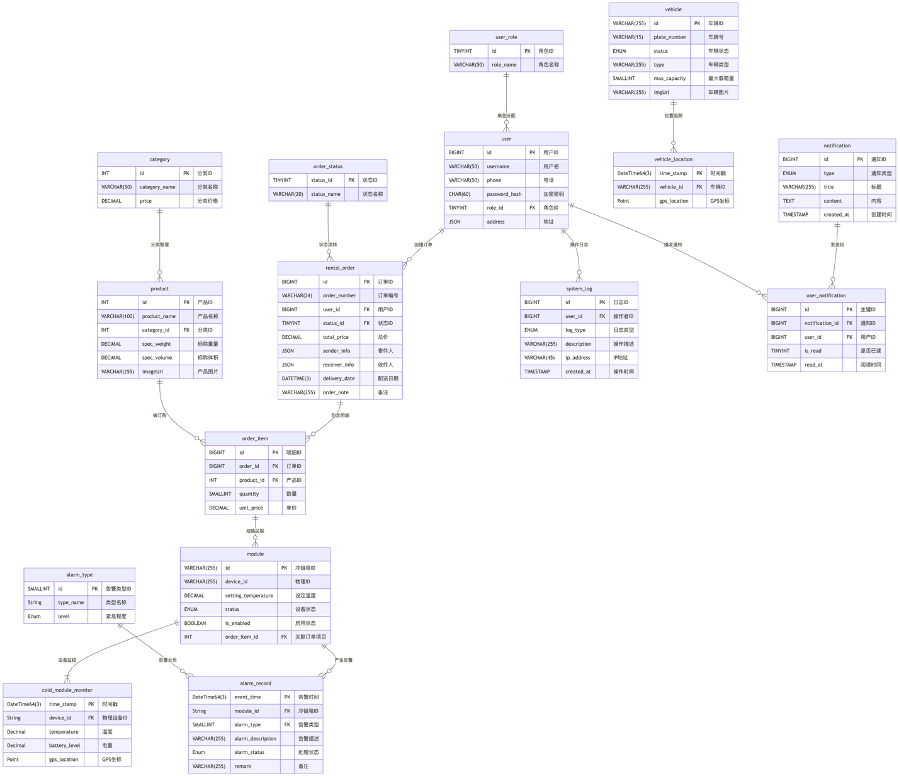 vehicle
VARCHAR(255) id PK 车辆ID
VARCHAR(15) plate_number 车牌号
ENUM status 车辆状态
VARCHAR(255) type 车辆类型
SMALLINT max_capacity 最大载荷量
VARCHAR(255) imgUrl 车辆图片
user_role
TINYINT id PK 角色ID
VARCHAR(50) role_name 角色名称
角色分配
位置追踪
user
BIGINT id PK 用户ID
VARCHAR(50) username 用户名
VARCHAR(50) phone 电话
CHAR(60) password_hash 加密密码
TINYINT role_id FK 角色ID
JSON address 地址
notification
BIGINT id PK 通知ID
ENUM type 通知类型
VARCHAR(255) title 标题
TEXT content 内容
TIMESTAMP created_at 创建时间
category
INT id PK 分类ID
VARCHAR(50) category_name 分类名称
DECIMAL price 分类价格
order_status
TINYINT status_id PK 状态ID
VARCHAR(20) status_name 状态名称
vehicle_location
DateTime64(3) time_stamp PK 时间戳
VARCHAR(255) vehicle_id FK 车辆ID
Point gps_location GPS坐标
分类管理
状态流转
创建订单
操作日志
接收通知
发送给
rental_order
BIGINT id FK 订单ID
VARCHAR(24) order_number 订单编号
BIGINT user_id FK 用户ID
TINYINT status_id FK 状态ID
DECIMAL total_price 总价
JSON sender_info 寄件人
JSON receiver_info 收件人
DATETIME(3) delivery_date 配送日期
VARCHAR(255) order_note 备注
product
INT id PK 产品ID
VARCHAR(100) product_name 产品名称
INT category_id FK 分类ID
DECIMAL spec_weight 标称重量
DECIMAL spec_volume 标称体积
VARCHAR(255) imageUrl 产品图片
system_log
BIGINT id PK 日志ID
BIGINT user_id FK 操作者ID
ENUM log_type 日志类型
VARCHAR(255) description 操作描述
VARCHAR(45) ip_address IP地址
TIMESTAMP created_at 操作时间
user_notification
BIGINT id PK 主键ID
BIGINT notification_id FK 通知ID
BIGINT user_id FK 用户ID
TINYINT is_read 是否已读
TIMESTAMP read_at 阅读时间
被订购
包含明细
order_item
BIGINT id PK 明细ID
BIGINT order_id FK 订单ID
INT product_id FK 产品ID
SMALLINT quantity 数量
DECIMAL unit_price 单价
规格关联
module
VARCHAR(255) id PK 冷链箱ID
VARCHAR(255) device_id 物理ID
DECIMAL setting_temperature 设定温度
ENUM status 设备状态
BOOLEAN is_enabled 启用状态
INT order_item_id FK 关联订单项目
alarm_type
SMALLINT id PK 告警类型ID
String type_name 类型名称
Enum level 紧急程度
设备监控
告警分类
产生告警
cold_module_monitor
DateTime64(3) time_stamp PK 时间戳
String device_id FK 物理设备ID
Decimal temperature 温度
Decimal battery_level 电量
Point gps_location GPS坐标
alarm_record
DateTime64(3) event_time PK 告警时间
String module_id FK 冷链箱ID
SMALLINT alarm_type FK 告警类型
VARCHAR(255) alarm_description 告警描述
Enum alarm_status 处理状态
VARCHAR(255) remark 备注